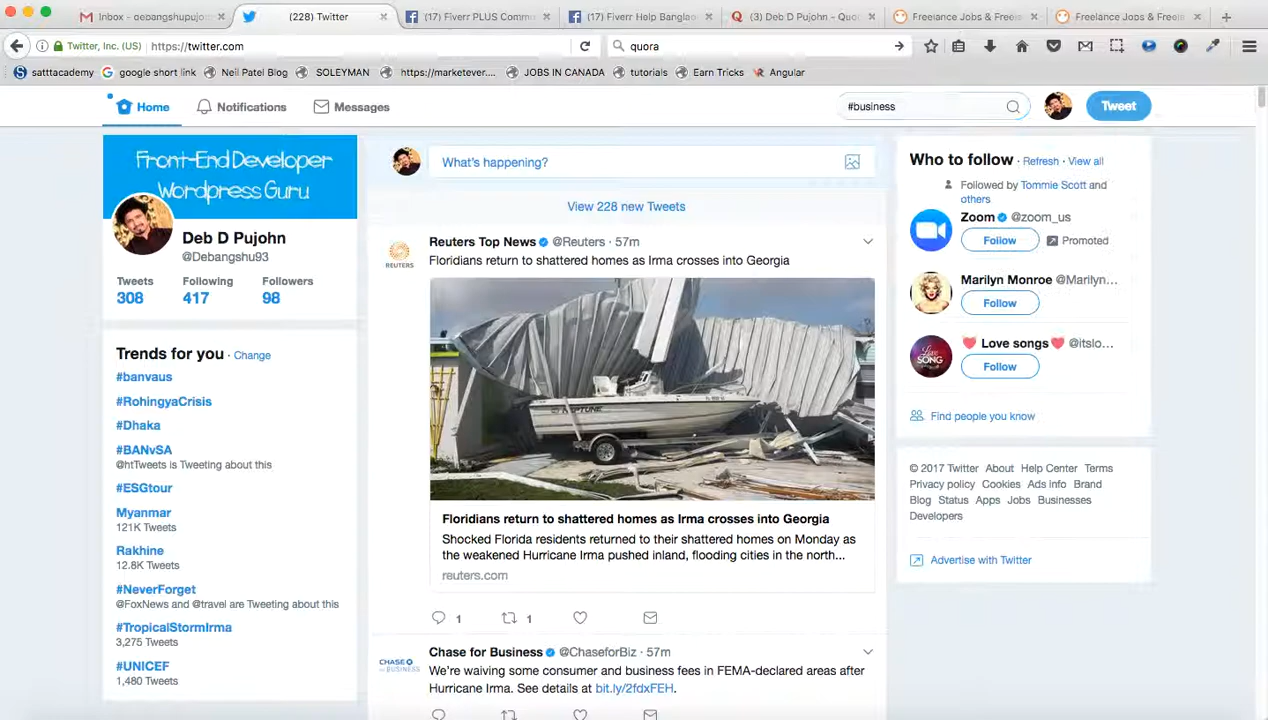 Inbox - debangshupujo...
(228) Twitter
(17) Fiverr PLUS Commu
(17) Fiverr Help Banglao
(3) Deb D Pujohn - Quo
Freelance Jobs & Freele
Freelance Jobs & Freele
Twitter, Inc. (US)
https://twitter.com
quora
satttacademy
google short link
Neil Patel Blog
SOLEYMAN
https://marketever....
JOBS IN CANADA
tutorials
Earn Tricks
Angular
Home
Notifications
Messages
#business
Tweet
Front-End Developer
Wordpress Guru
Deb D Pujohn
@Debangshu93
Tweets Following Followers
308 417 98
Trends for you · Change
#banvaus
#RohingyaCrisis
#Dhaka
#BANvSA
@htTweets is Tweeting about this
#ESGtour
Myanmar
121K Tweets
Rakhine
12.8K Tweets
#NeverForget
@FoxNews and @travel are Tweeting about this
#TropicalStormIrma
3,275 Tweets
#UNICEF
1,480 Tweets
What's happening?
View 228 new Tweets
REUTERS
Reuters Top News @Reuters · 57m
Floridians return to shattered homes as Irma crosses into Georgia
NEPTUNE
Floridians return to shattered homes as Irma crosses into Georgia
Shocked Florida residents returned to their shattered homes on Monday as
the weakened Hurricane Irma pushed inland, flooding cities in the north...
reuters.com
1 1
CHASE
for BUSINESS
Chase for Business @ChaseforBiz · 57m
We're waiving some consumer and business fees in FEMA-declared areas after
Hurricane Irma. See details at bit.ly/2fdxFEH.
Who to follow · Refresh · View all
Followed by Tommie Scott and
others
Zoom @zoom_us
Follow
Promoted
Marilyn Monroe @Marilyn...
Follow
LOVE
SONG
Love songs @itslo...
Follow
Find people you know
© 2017 Twitter About Help Center Terms
Privacy policy Cookies Ads info Brand
Blog Status Apps Jobs Businesses
Developers
Advertise with Twitter